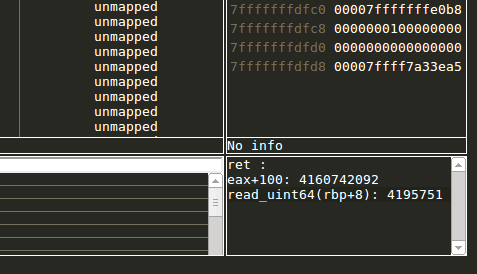 unmapped
unmapped
unmapped
unmapped
unmapped
unmapped
unmapped
unmapped
unmapped
7fffffffdfc0 00007fffffffe0b8
7fffffffdfc8 0000000100000000
7fffffffdfd0 0000000000000000
7fffffffdfd8 00007ffff7a33ea5
No info
ret :
eax+100: 4160742092
read_uint64(rbp+8): 4195751